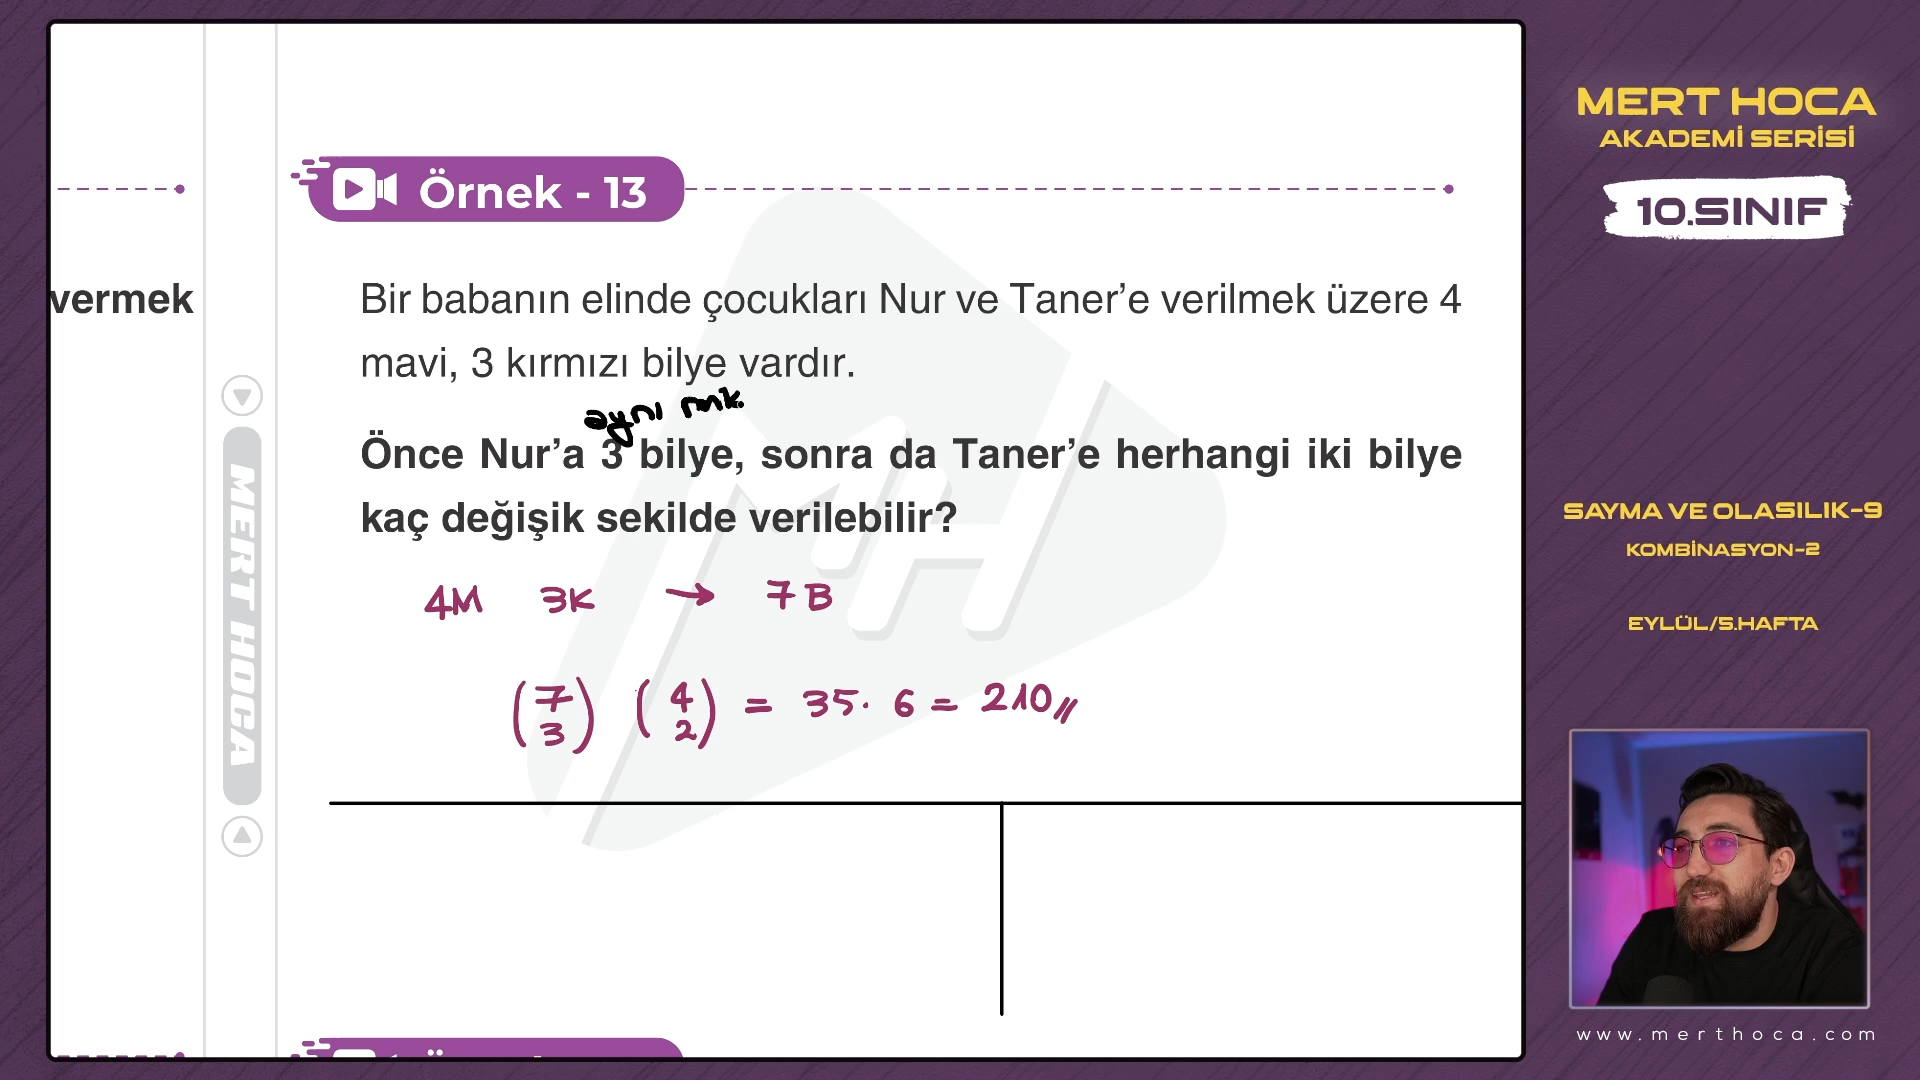 MERT HOCA
AKADEMİ SERİSİ
10.SINIF
Örnek - 13
vermek
Bir babanın elinde çocukları Nur ve Taner’e verilmek üzere 4
mavi, 3 kırmızı bilye vardır.
aynı renk
Önce Nur’a 3 bilye, sonra da Taner’e herhangi iki bilye
kaç değişik sekilde verilebilir?
4M 3K → 7B
(7 3) (4 2) = 35 · 6 = 210 //
MERT HOCA
MH
SAYMA VE OLASILIK-9
KOMBİNASYON-2
EYLÜL/5.HAFTA
www.merthoca.com